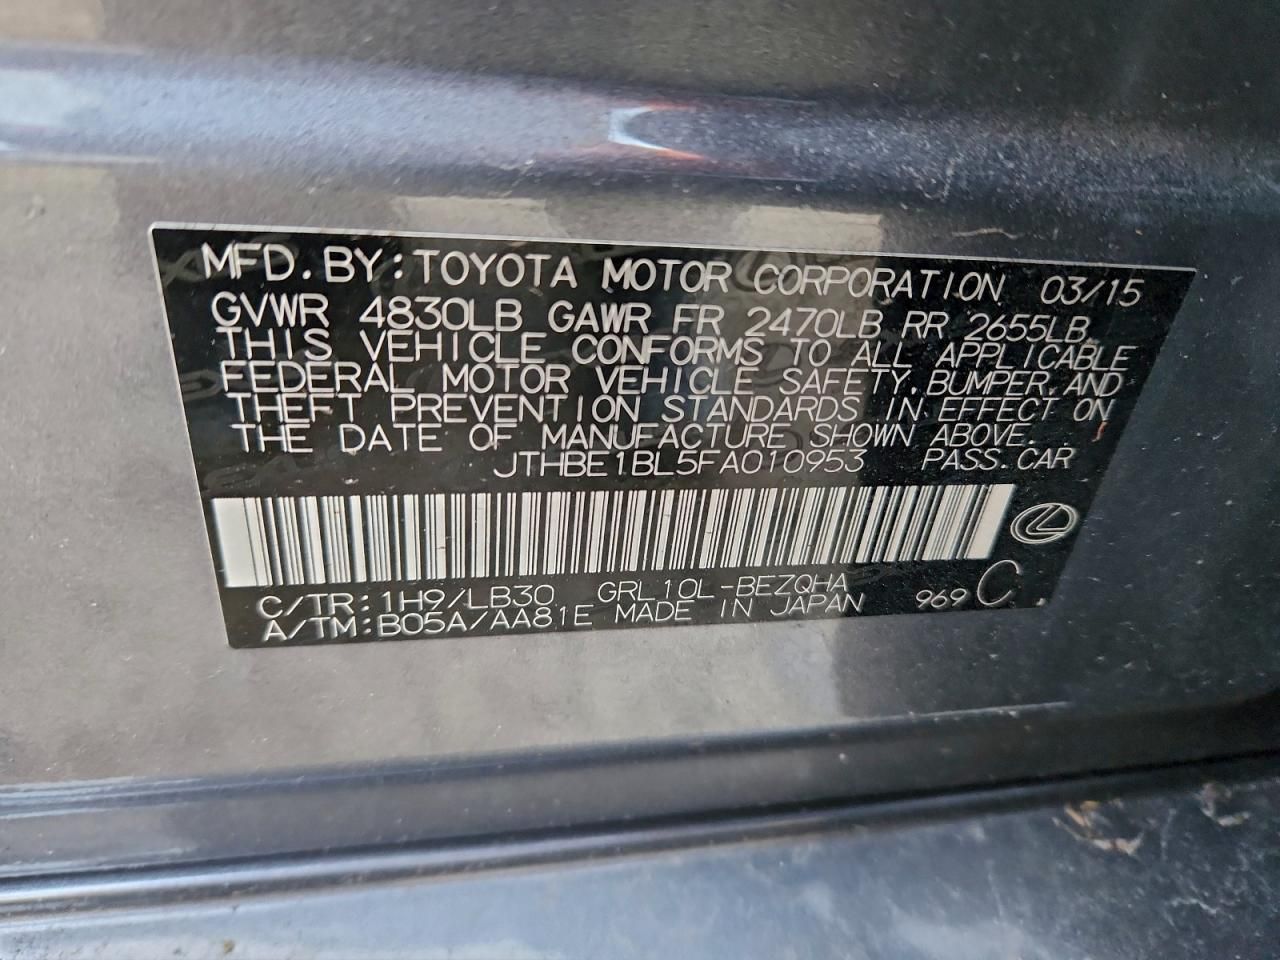 MFD. BY: TOYOTA MOTOR CORPORATION 03/15
GVWR 4830LB GAWR FR 2470LB RR 2655LB
THIS VEHICLE CONFORMS TO ALL APPLICABLE
FEDERAL MOTOR VEHICLE SAFETY, BUMPER, AND
THEFT PREVENTION STANDARDS IN EFFECT ON
THE DATE OF MANUFACTURE SHOWN ABOVE.
JTHBE1BL5FA010953 PASS.CAR
C/TR: 1H9/LB30 GRL10L-BEZQHA
A/TM: B05A/AA81E MADE IN JAPAN 969 C